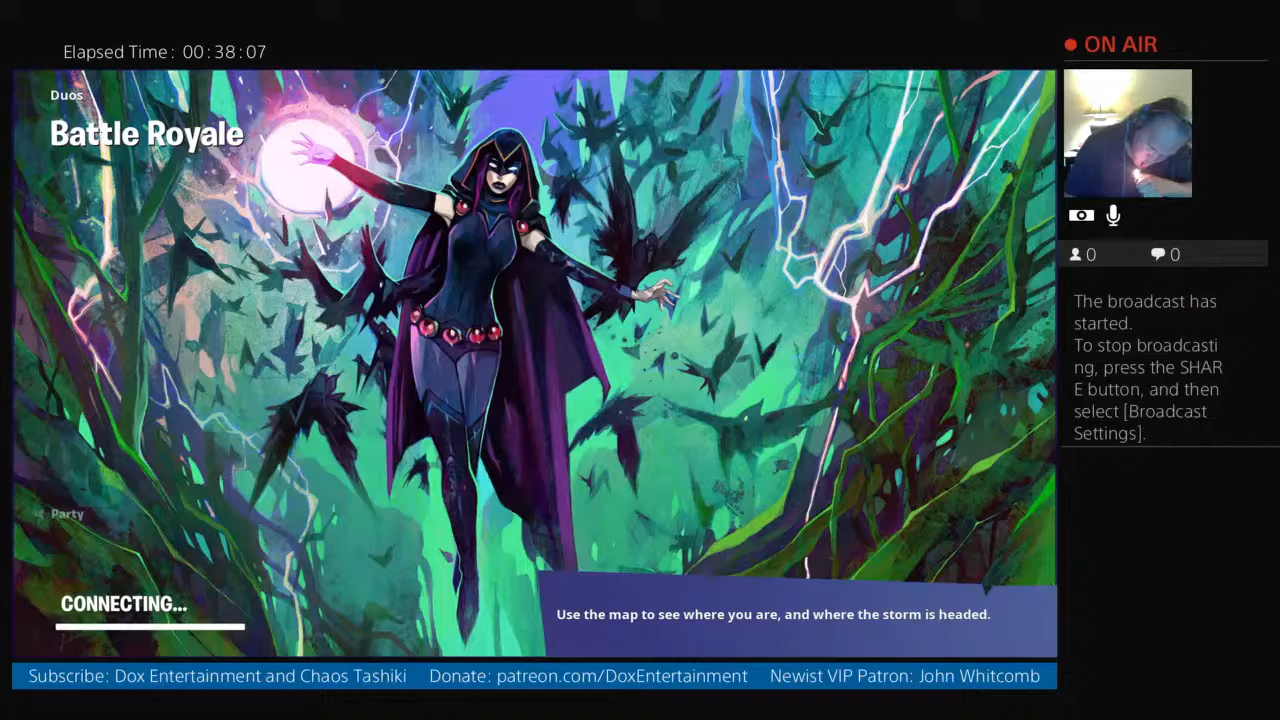 Elapsed Time: 00:38:07
ON AIR
Duos
Battle Royale
0 0
The broadcast has
started.
To stop broadcasti
ng, press the SHAR
E button, and then
select [Broadcast
Settings].
Party
CONNECTING...
Use the map to see where you are, and where the storm is headed.
Subscribe: Dox Entertainment and Chaos Tashiki Donate: patreon.com/DoxEntertainment Newist VIP Patron: John Whitcomb